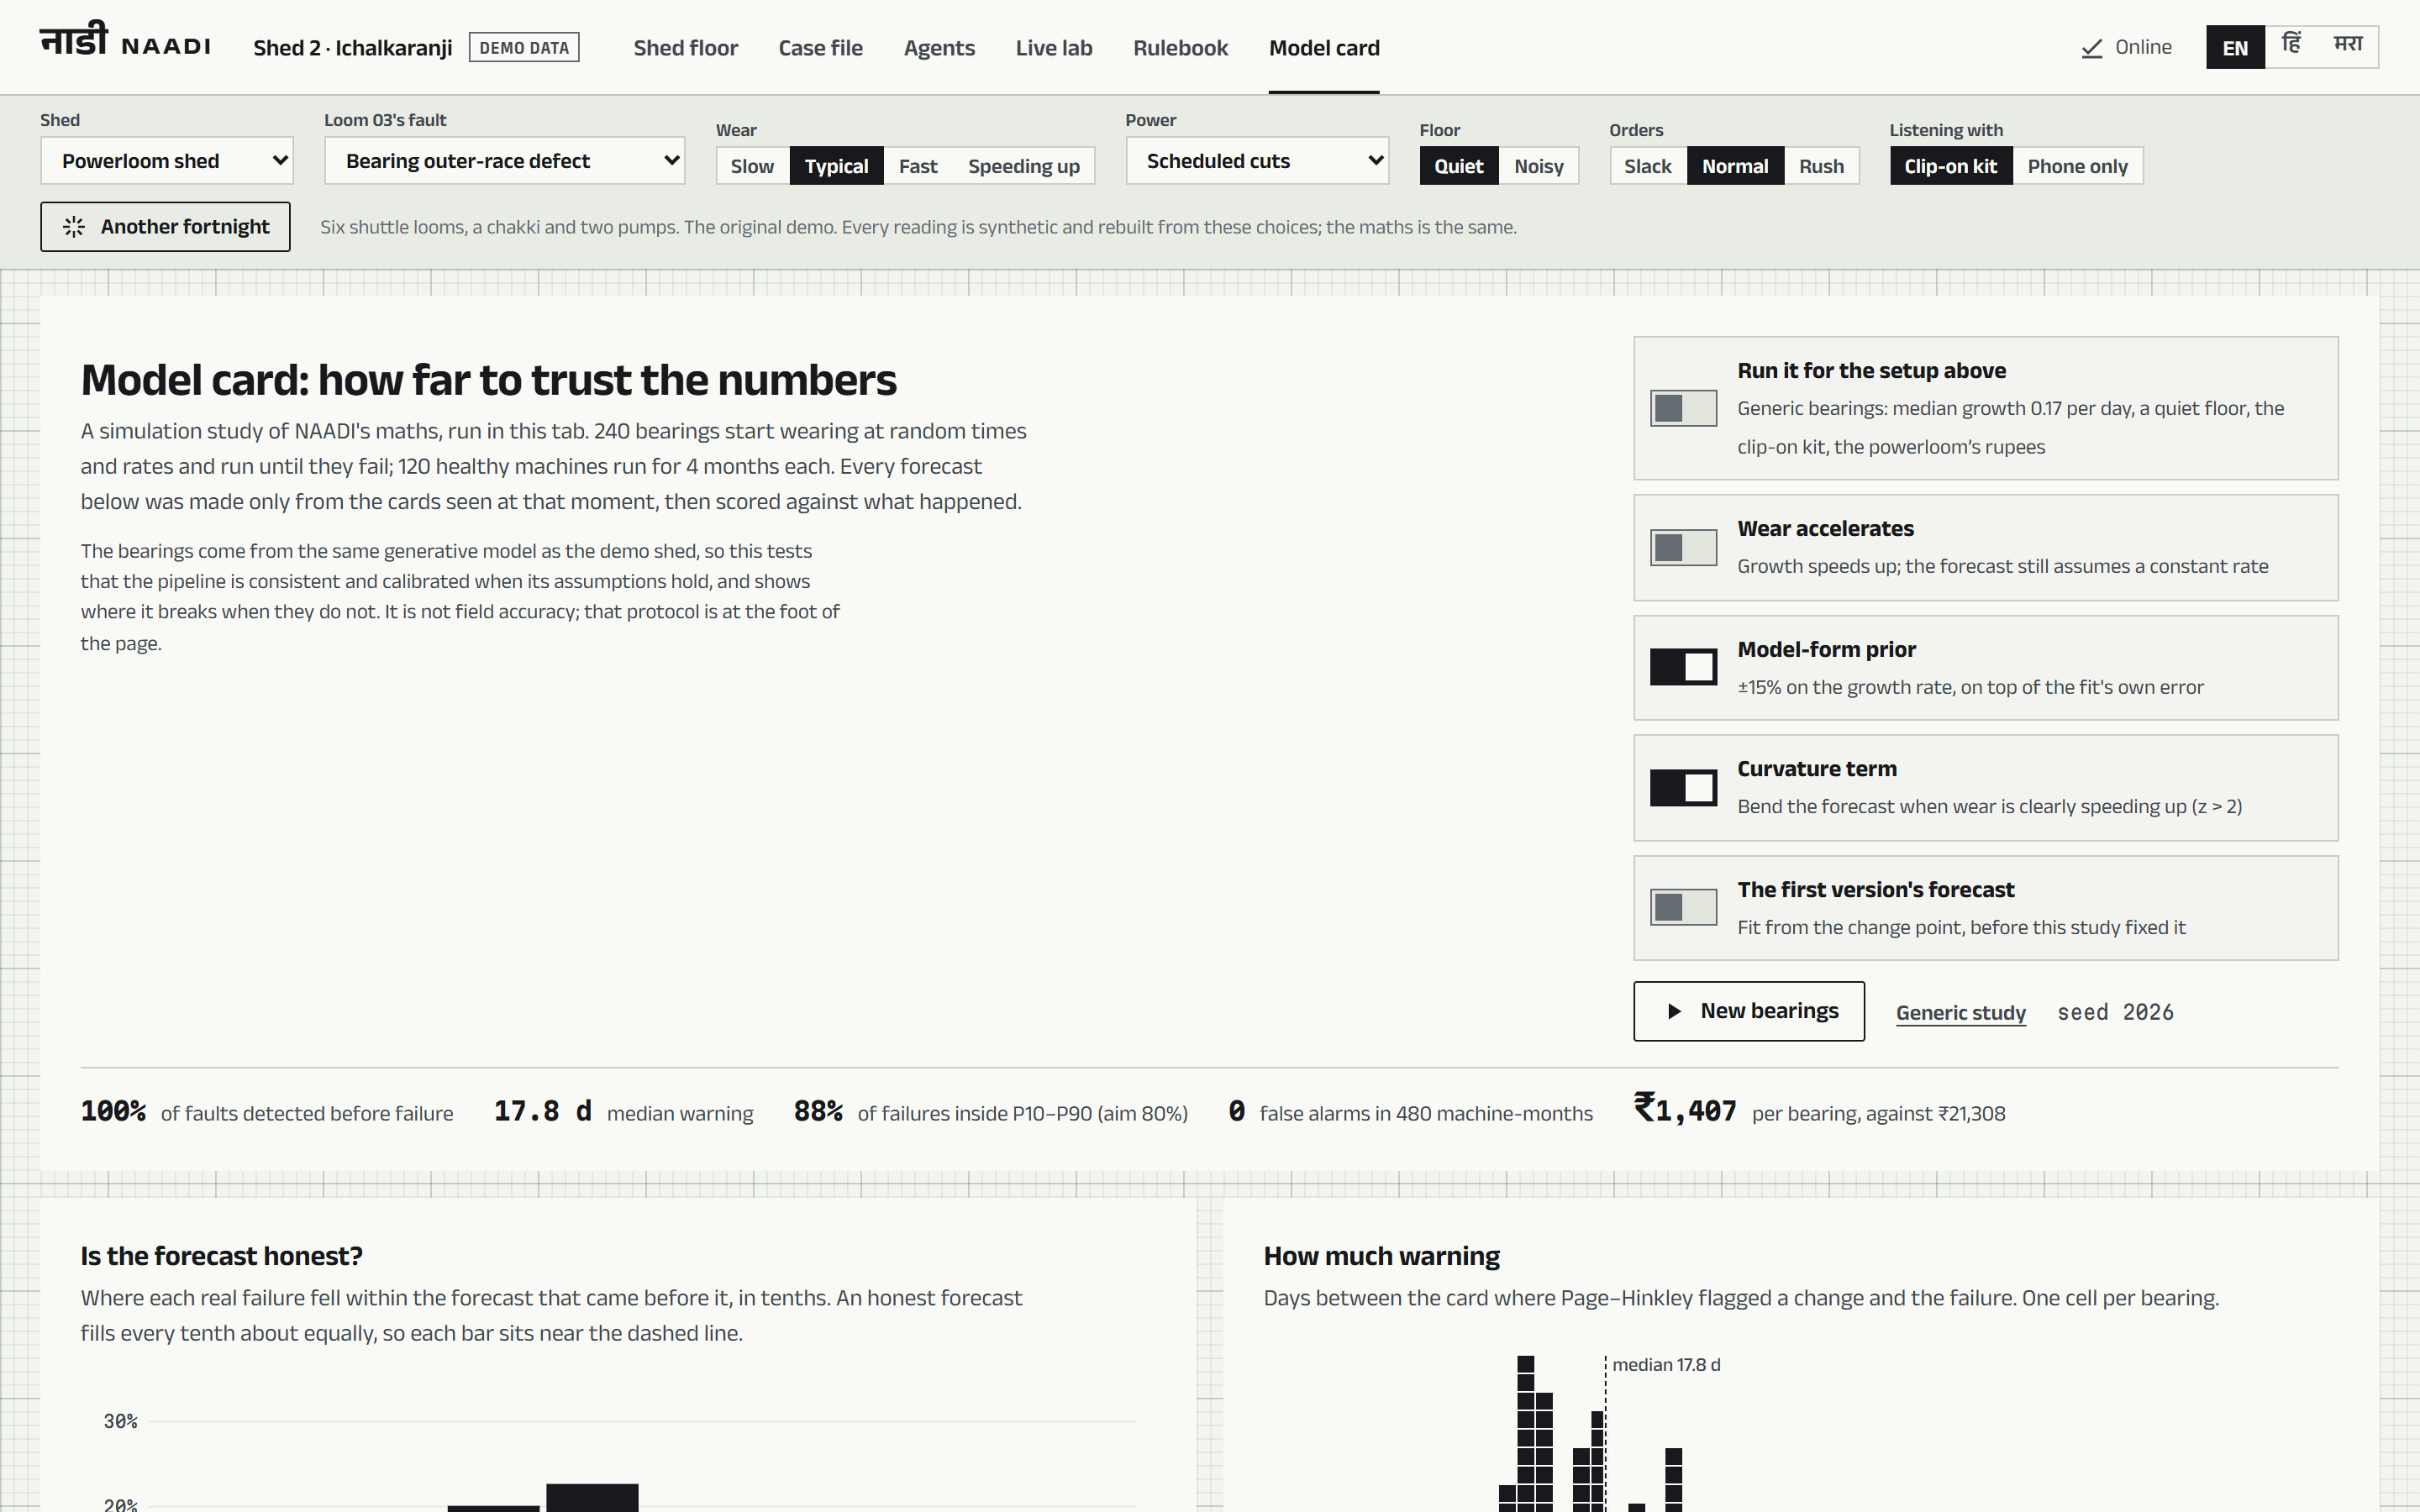 नाडी NAADI
Shed 2 · Ichalkaranji
DEMO DATA
Shed floor
Case file
Agents
Live lab
Rulebook
Model card
Online
EN
हिं
मरा
Shed
Powerloom shed
Loom 03's fault
Bearing outer-race defect
Wear
Slow
Typical
Fast
Speeding up
Power
Scheduled cuts
Floor
Quiet
Noisy
Orders
Slack
Normal
Rush
Listening with
Clip-on kit
Phone only
Another fortnight
Six shuttle looms, a chakki and two pumps. The original demo. Every reading is synthetic and rebuilt from these choices; the maths is the same.
Model card: how far to trust the numbers
A simulation study of NAADI's maths, run in this tab. 240 bearings start wearing at random times
and rates and run until they fail; 120 healthy machines run for 4 months each. Every forecast
below was made only from the cards seen at that moment, then scored against what happened.
The bearings come from the same generative model as the demo shed, so this tests
that the pipeline is consistent and calibrated when its assumptions hold, and shows
where it breaks when they do not. It is not field accuracy; that protocol is at the foot of
the page.
Run it for the setup above
Generic bearings: median growth 0.17 per day, a quiet floor, the
clip-on kit, the powerloom’s rupees
Wear accelerates
Growth speeds up; the forecast still assumes a constant rate
Model-form prior
±15% on the growth rate, on top of the fit's own error
Curvature term
Bend the forecast when wear is clearly speeding up (z > 2)
The first version's forecast
Fit from the change point, before this study fixed it
New bearings
Generic study
seed 2026
100% of faults detected before failure
17.8 d median warning
88% of failures inside P10–P90 (aim 80%)
0 false alarms in 480 machine-months
₹1,407 per bearing, against ₹21,308
Is the forecast honest?
Where each real failure fell within the forecast that came before it, in tenths. An honest forecast
fills every tenth about equally, so each bar sits near the dashed line.
30%
20%
How much warning
Days between the card where Page–Hinkley flagged a change and the failure. One cell per bearing.
median 17.8 d